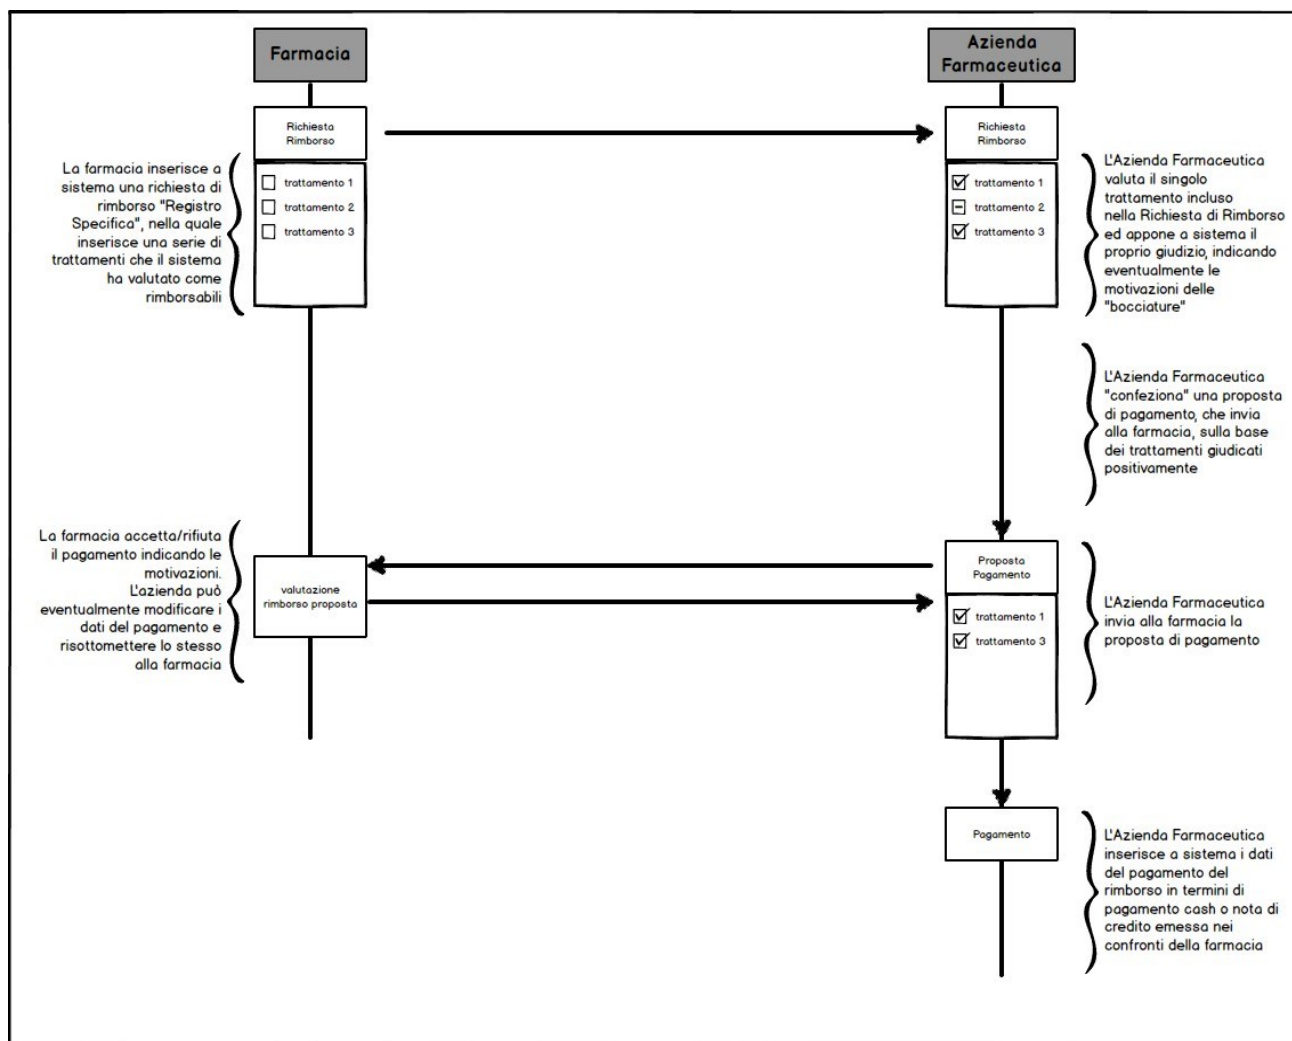 Farmacia
Azienda
Farmaceutica
Richiesta
Rimborso
Richiesta
Rimborso
La farmacia inserisce a
sistema una richiesta di
rimborso "Registro
Specifica", nella quale
inserisce una serie di
trattamenti che il sistema
ha valutato come
rimborsabili
trattamento 1
trattamento 2
trattamento 3
trattamento 1
trattamento 2
trattamento 3
L'Azienda Farmaceutica
valuta il singolo
trattamento incluso
nella Richiesta di Rimborso
ed appone a sistema il
proprio giudizio, indicando
eventualmente le
motivazioni delle
"bocciature"
L'Azienda Farmaceutica
"confeziona" una proposta
di pagamento, che invia
alla farmacia, sulla base
dei trattamenti giudicati
positivamente
La farmacia accetta/rifiuta
il pagamento indicando le
motivazioni.
L'azienda può
eventualmente modificare i
dati del pagamento e
risottomettere lo stesso
alla farmacia
valutazione
rimborso proposta
Proposta
Pagamento
trattamento 1
trattamento 3
L'Azienda Farmaceutica
invia alla farmacia la
proposta di pagamento
Pagamento
L'Azienda Farmaceutica
inserisce a sistema i dati
del pagamento del
rimborso in termini di
pagamento cash o nota di
credito emessa nei
confronti della farmacia